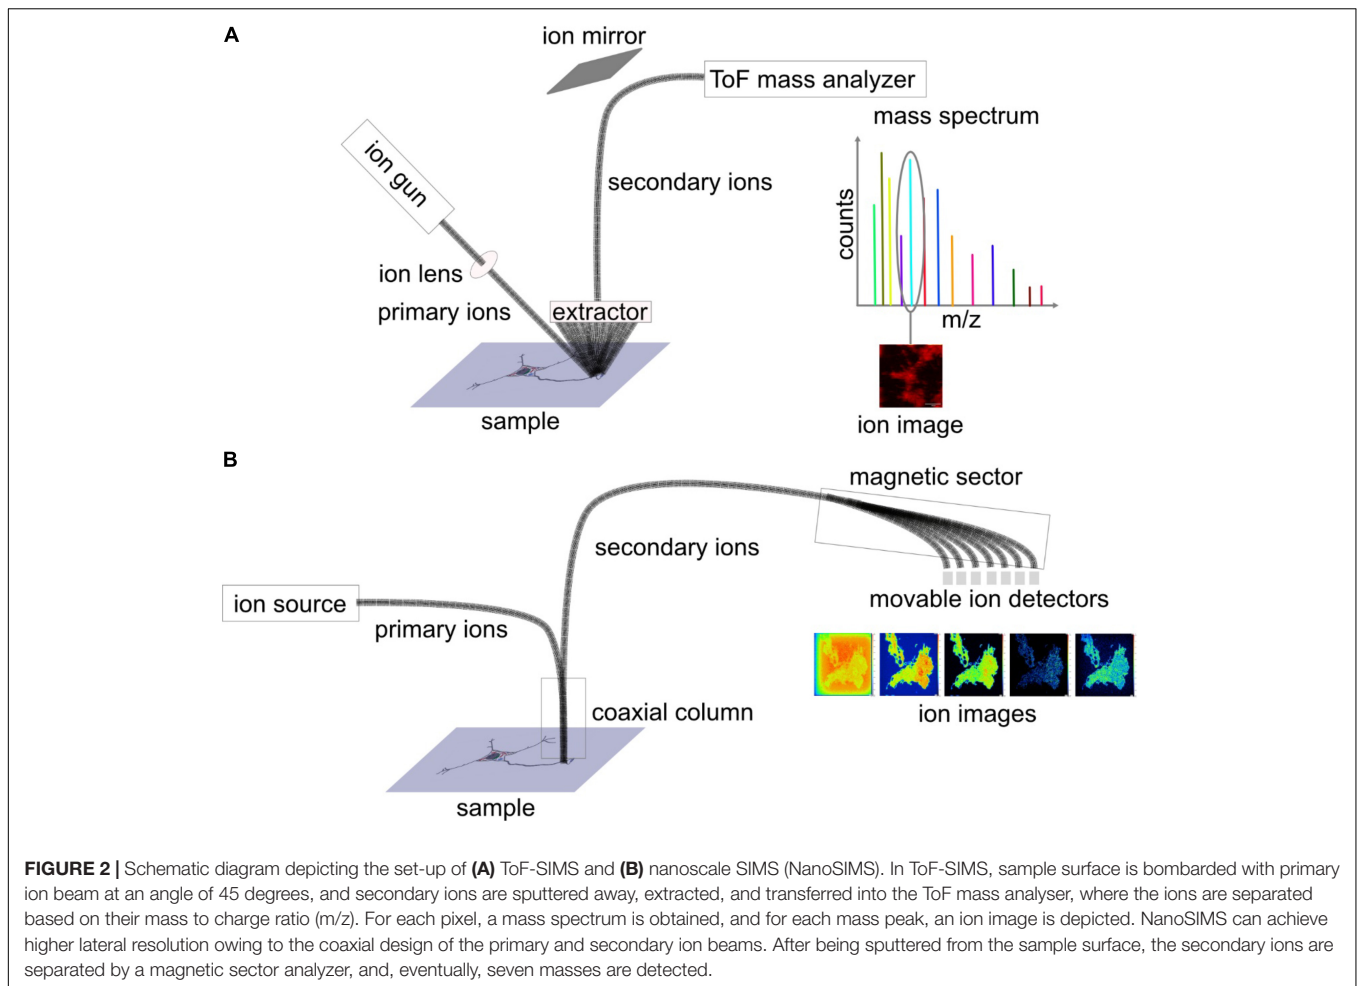 A
ion mirror
ToF mass analyzer
mass spectrum
ion gun
secondary ions
counts
ion lens
primary ions
extractor
m/z
sample
ion image
B
magnetic sector
secondary ions
ion source
primary ions
movable ion detectors
coaxial column
ion images
sample
FIGURE 2 | Schematic diagram depicting the set-up of (A) ToF-SIMS and (B) nanoscale SIMS (NanoSIMS). In ToF-SIMS, sample surface is bombarded with primary
ion beam at an angle of 45 degrees, and secondary ions are sputtered away, extracted, and transferred into the ToF mass analyser, where the ions are separated
based on their mass to charge ratio (m/z). For each pixel, a mass spectrum is obtained, and for each mass peak, an ion image is depicted. NanoSIMS can achieve
higher lateral resolution owing to the coaxial design of the primary and secondary ion beams. After being sputtered from the sample surface, the secondary ions are
separated by a magnetic sector analyzer, and, eventually, seven masses are detected.